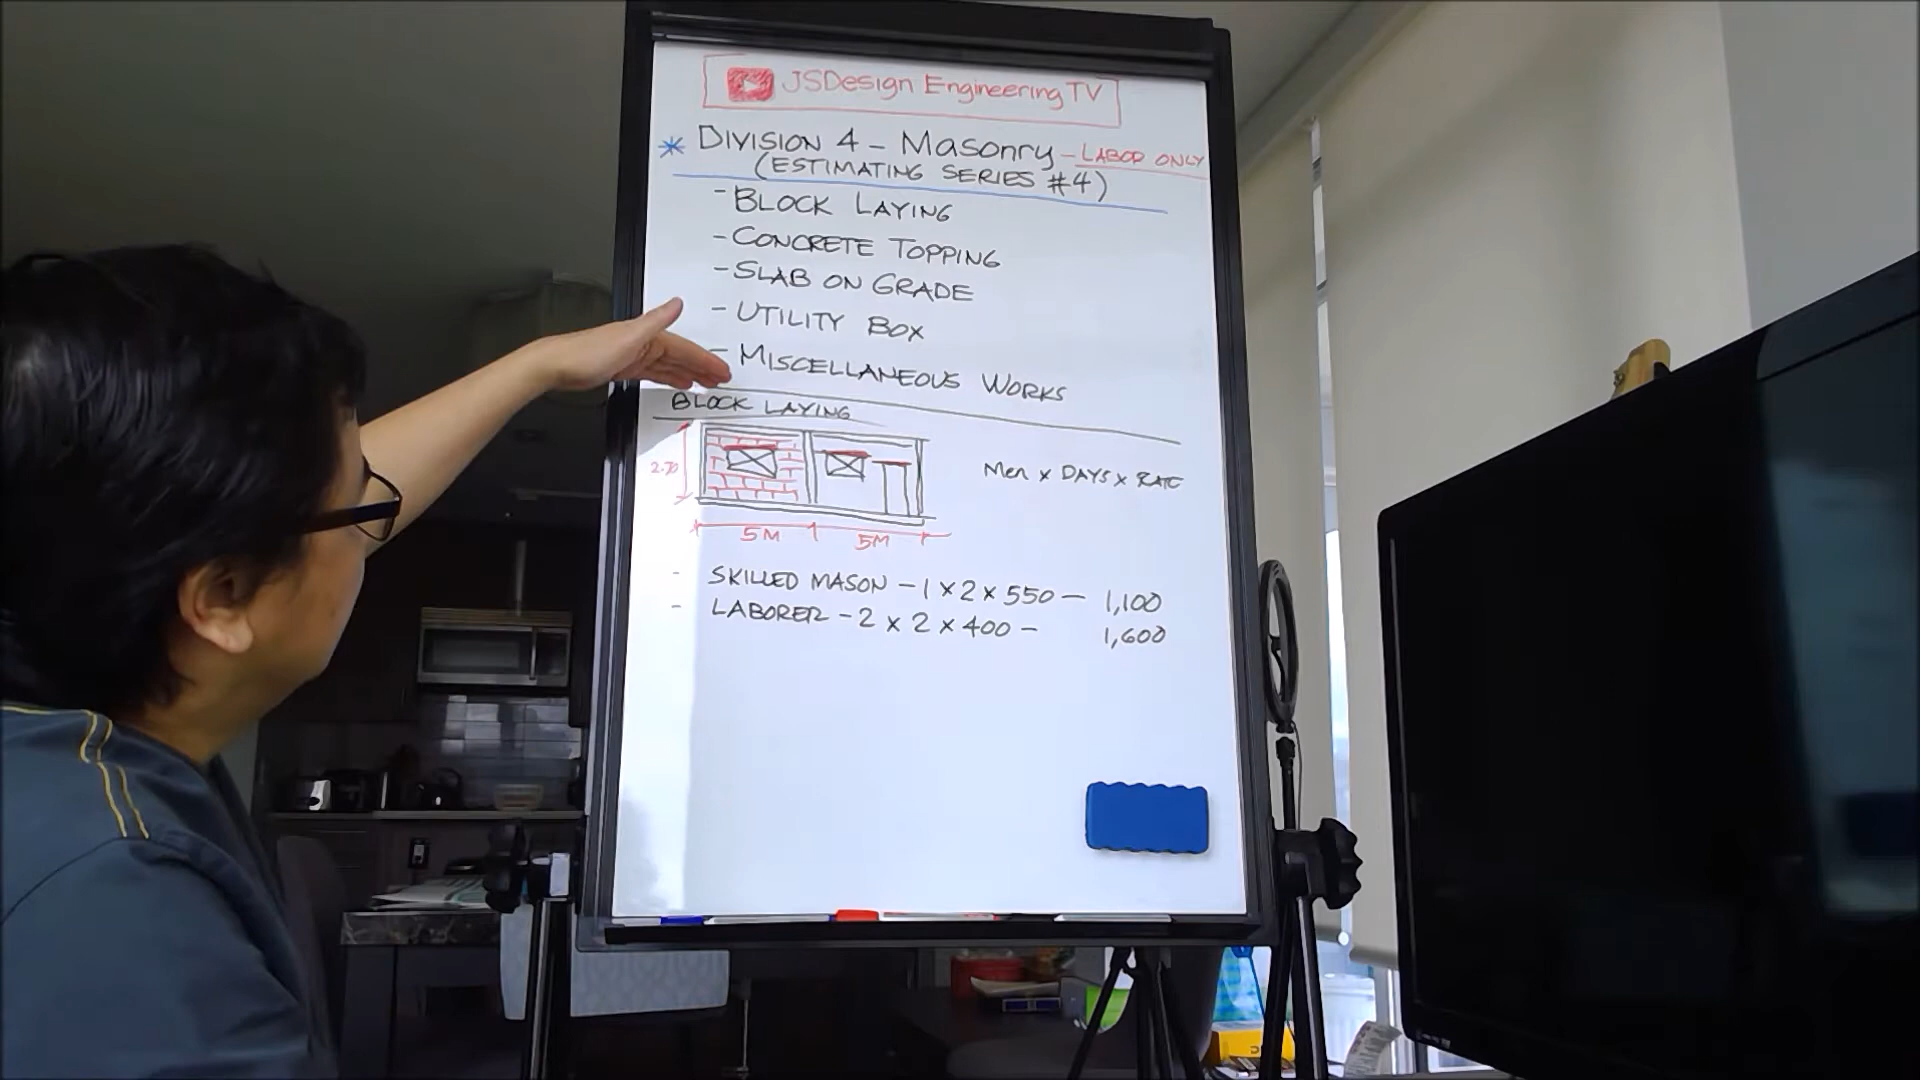 JSDesign Engineering TV
* DIVISION 4 - Masonry - LABOR ONLY
(ESTIMATING SERIES #4)
- BLOCK LAYING
- CONCRETE TOPPING
- SLAB ON GRADE
- UTILITY BOX
- MISCELLANEOUS WORKS
BLOCK LAYING
2.70
Men x DAYS x RATE
5M 5M
- SKILLED MASON - 1 x 2 x 550 - 1,100
- LABORER - 2 x 2 x 400 - 1,600